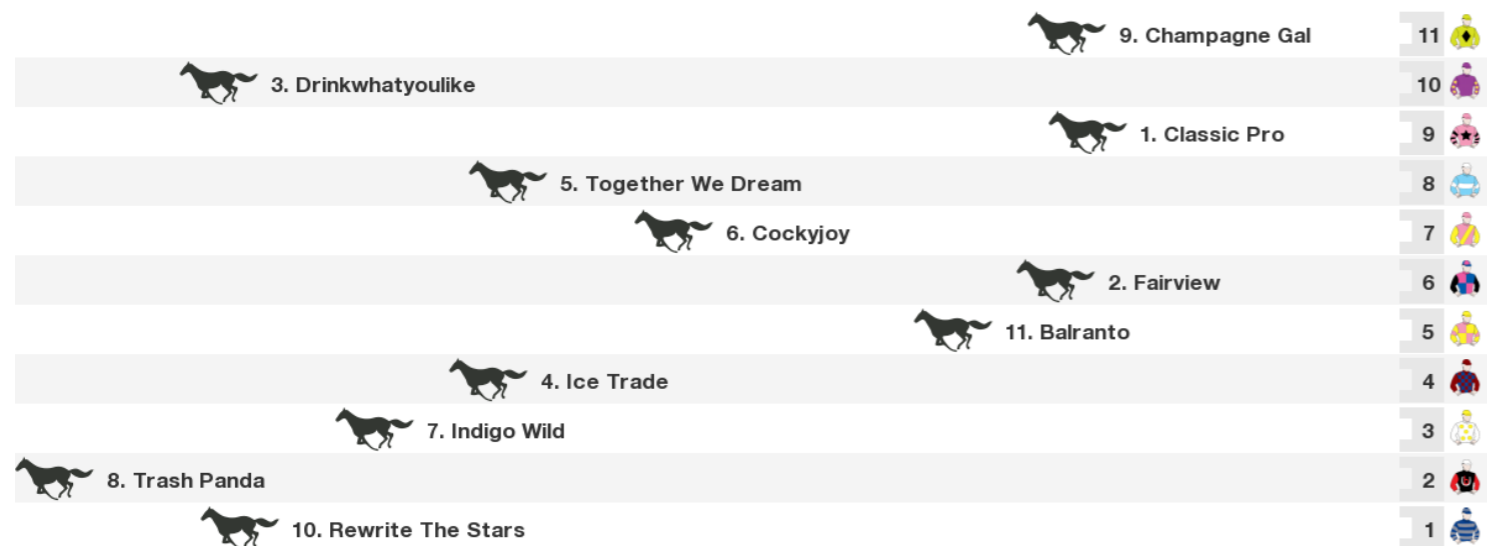 9. Champagne Gal 11
3. Drinkwhatyoulike 10
1. Classic Pro 9
5. Together We Dream 8
6. Cockyjoy 7
2. Fairview 6
11. Balranto 5
4. Ice Trade 4
7. Indigo Wild 3
8. Trash Panda 2
10. Rewrite The Stars 1